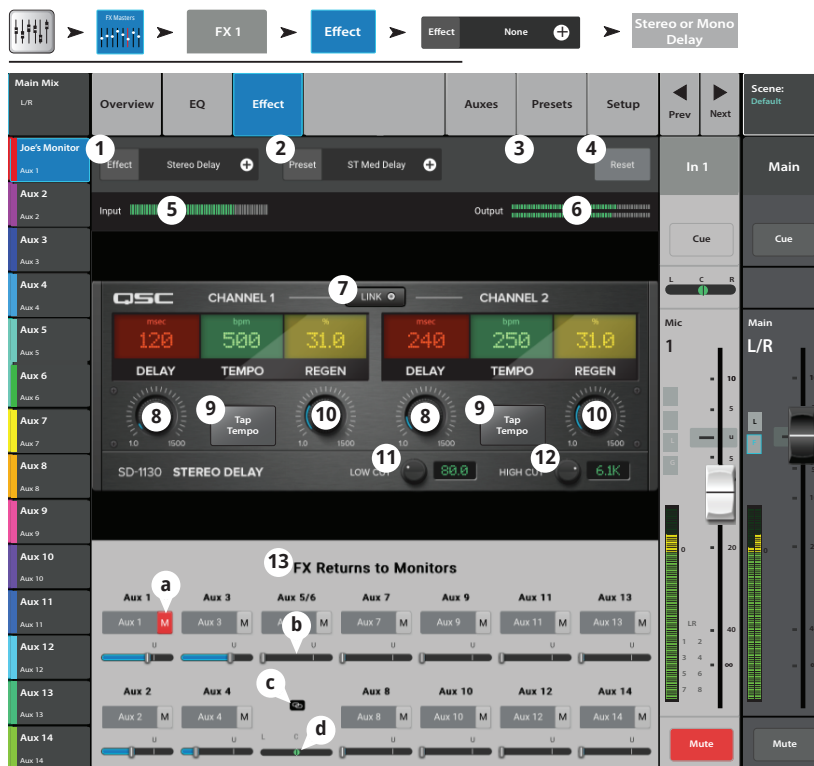 FX Masters
FX 1
Effect
Effect None
Stereo or Mono
Delay
Main Mix
L/R
Overview
EQ
Effect
Auxes
Presets
Setup
Prev
Next
Scene:
Default
Joe's Monitor
Aux 1
Aux 2
Aux 2
Aux 3
Aux 3
Aux 4
Aux 4
Aux 5
Aux 5
Aux 6
Aux 6
Aux 7
Aux 7
Aux 8
Aux 8
Aux 9
Aux 9
Aux 10
Aux 10
Aux 11
Aux 11
Aux 12
Aux 12
Aux 13
Aux 13
Aux 14
Aux 14
1
Effect Stereo Delay
2
Preset ST Med Delay
3
4
Reset
Input
5
Output
6
QSC
CHANNEL 1
7
LINK
CHANNEL 2
msec bpm %
120 500 31.0
DELAY TEMPO REGEN
msec bpm %
240 250 31.0
DELAY TEMPO REGEN
8
1.0 1500
9
Tap
Tempo
10
1.0 1500
8
1.0 1500
9
Tap
Tempo
10
1.0 1500
SD-1130 STEREO DELAY
11
LOW CUT
80.0
12
HIGH CUT
6.1K
13
FX Returns to Monitors
a
Aux 1 Aux 3 Aux 5/6 Aux 7 Aux 9 Aux 11 Aux 13
Aux 1 M Aux 3 M M Aux 7 M Aux 9 M Aux 11 M Aux 13 M
b
U U U U U U
c
Aux 2 Aux 4 Aux 8 Aux 10 Aux 12 Aux 14
Aux 2 M Aux 4 M Aux 8 M Aux 10 M Aux 12 M Aux 14 M
d
U U L C U U U U
In 1
Cue
L C R
Mic
1
10
5
U
5
L
0
20
LR
1 2
3 4
5 6
7 8
40
∞
Mute
Main
Cue
Main
L/R
L
0
Mute